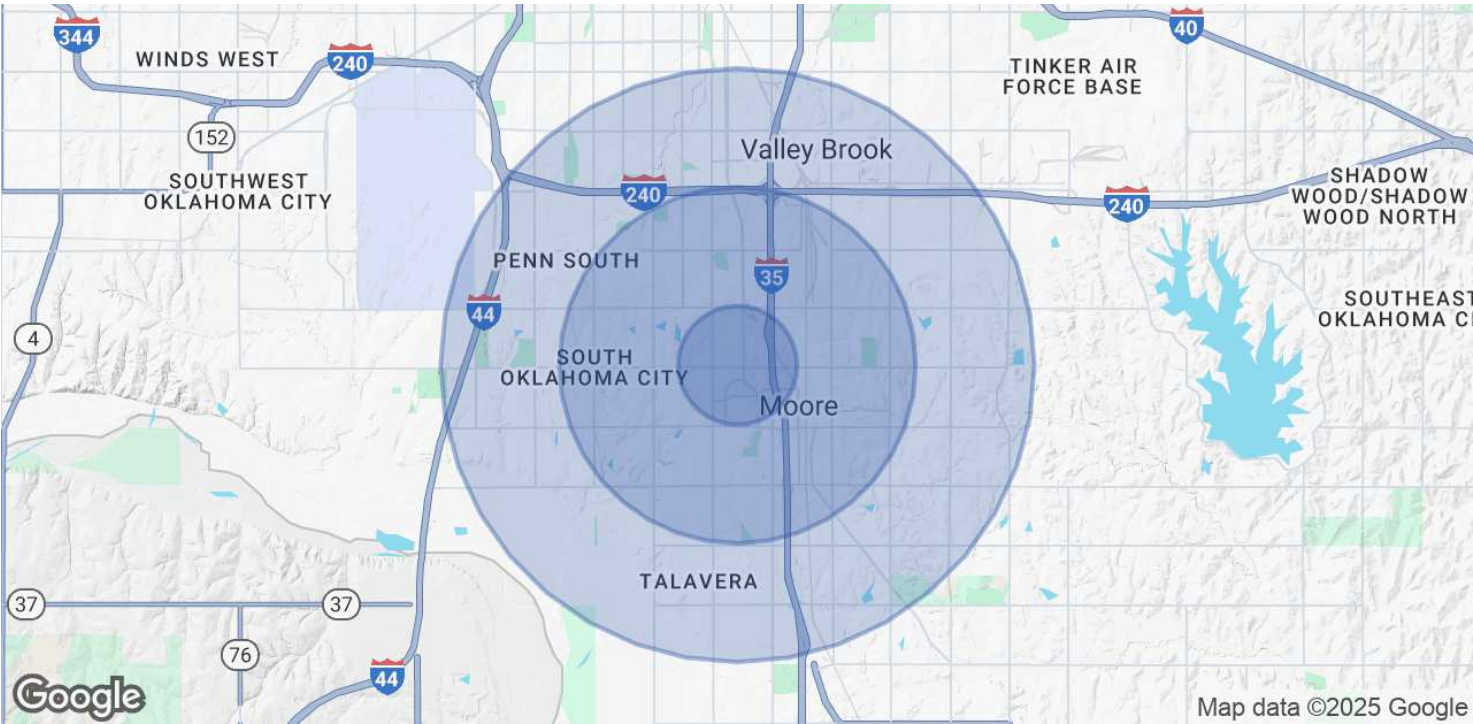 344
WINDS WEST
240
40
TINKER AIR
FORCE BASE
152
Valley Brook
SOUTHWEST
OKLAHOMA CITY
240
240
SHADOW
WOOD/SHADOW
WOOD NORTH
PENN SOUTH
35
44
SOUTHEAST
OKLAHOMA CI
4
SOUTH
OKLAHOMA CITY
Moore
TALAVERA
37
37
76
44
Google
Map data ©2025 Google